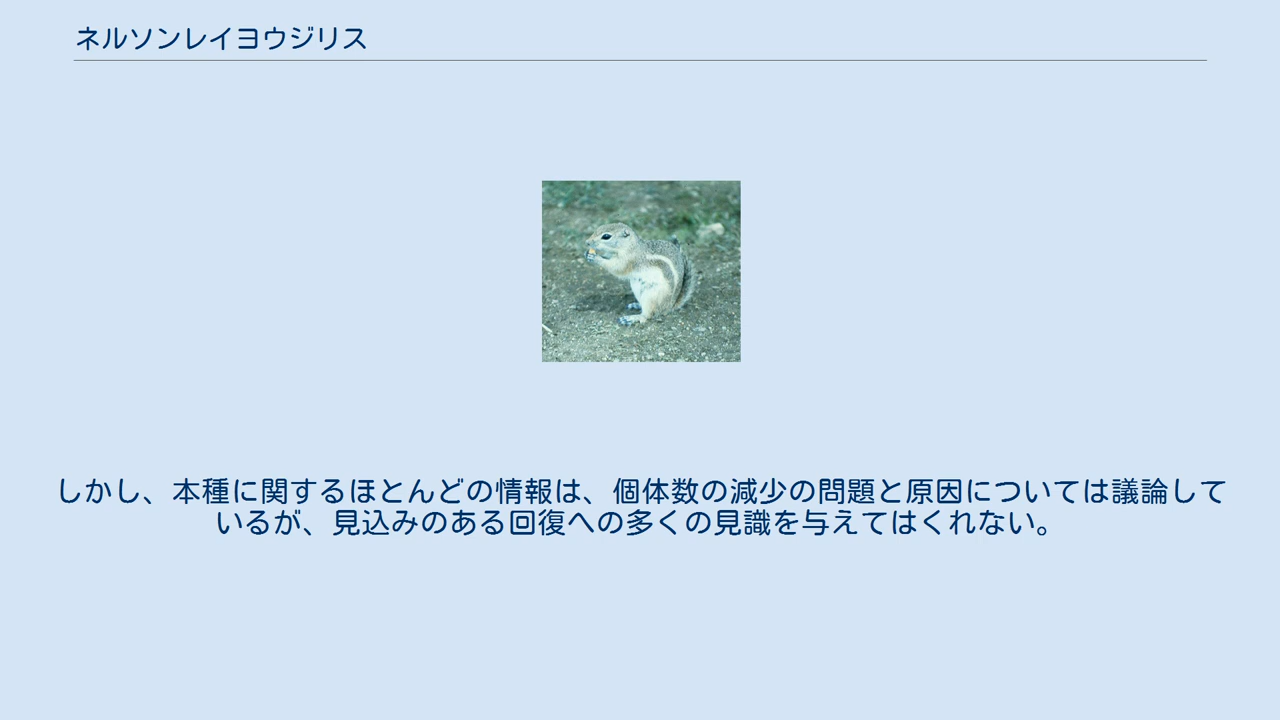 ネルソンレイヨウジリス
しかし、本種に関するほとんどの情報は、個体数の減少の問題と原因については議論して
いるが、見込みのある回復への多くの見識を与えてはくれない。